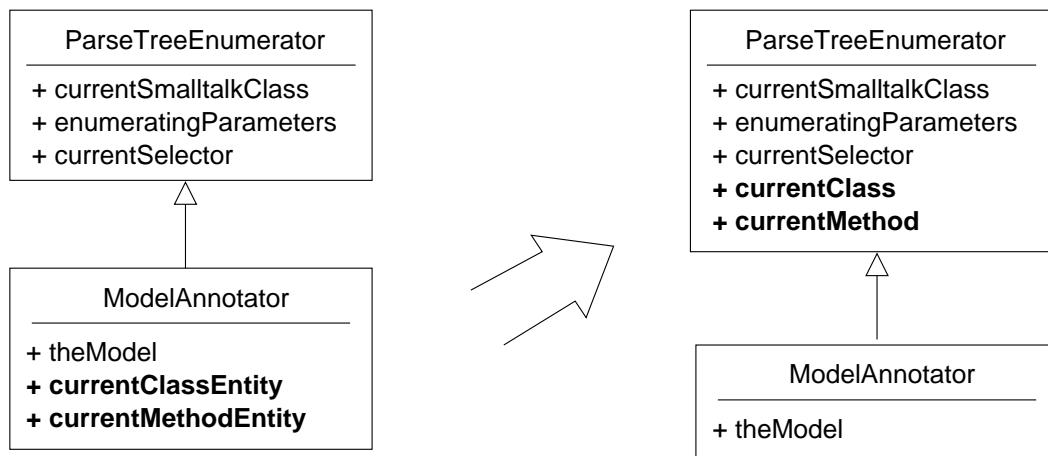 ParseTreeEnumerator
+ currentSmalltalkClass
+ enumeratingParameters
+ currentSelector
ModelAnnotator
+ theModel
+ currentClassEntity
+ currentMethodEntity
ParseTreeEnumerator
+ currentSmalltalkClass
+ enumeratingParameters
+ currentSelector
+ currentClass
+ currentMethod
ModelAnnotator
+ theModel